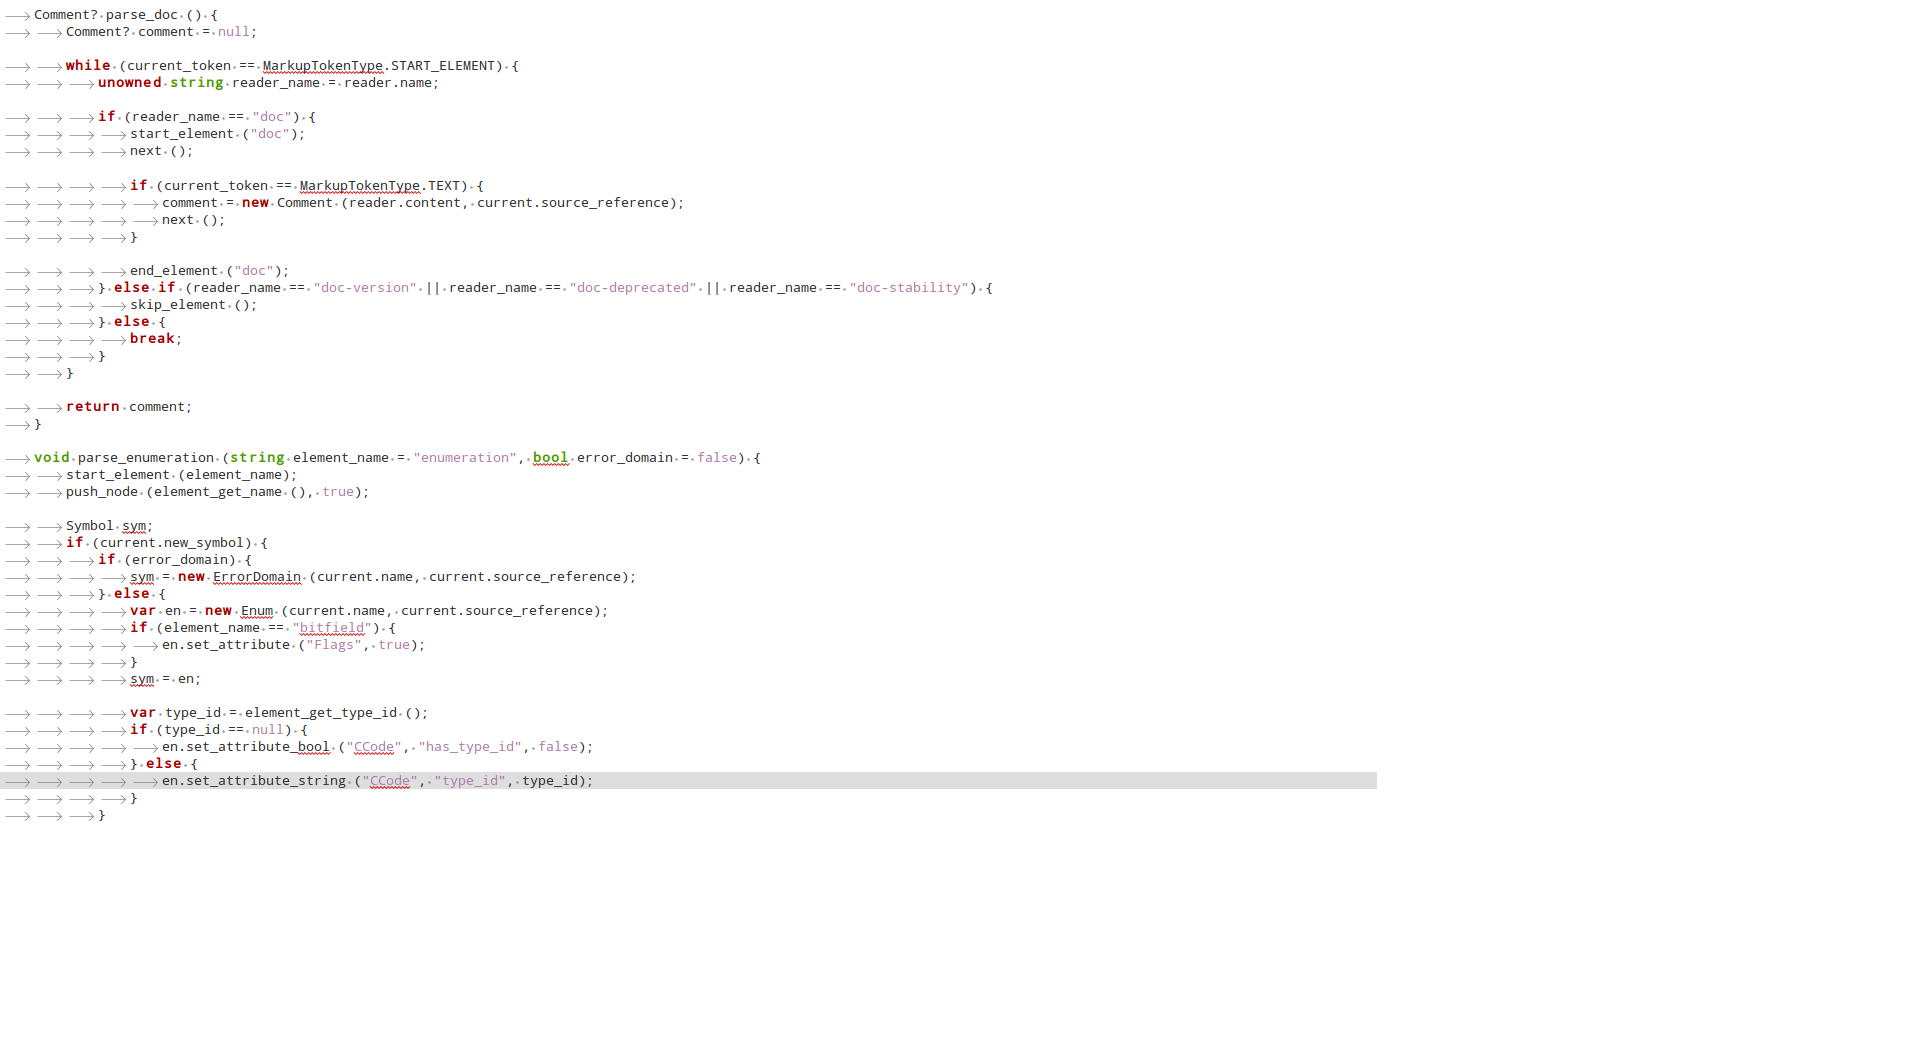 Comment? parse_doc () {
Comment? comment = null;
while (current_token == MarkupTokenType.START_ELEMENT) {
unowned string reader_name = reader.name;
if (reader_name == "doc") {
start_element ("doc");
next ();
if (current_token == MarkupTokenType.TEXT) {
comment = new Comment (reader.content, current.source_reference);
next ();
}
end_element ("doc");
} else if (reader_name == "doc-version" || reader_name == "doc-deprecated" || reader_name == "doc-stability") {
skip_element ();
} else {
break;
}
}
return comment;
}
void parse_enumeration (string element_name = "enumeration", bool error_domain = false) {
start_element (element_name);
push_node (element_get_name (), true);
Symbol sym;
if (current.new_symbol) {
if (error_domain) {
sym = new ErrorDomain (current.name, current.source_reference);
} else {
var en = new Enum (current.name, current.source_reference);
if (element_name == "bitfield") {
en.set_attribute ("Flags", true);
}
sym = en;
var type_id = element_get_type_id ();
if (type_id == null) {
en.set_attribute_bool ("CCode", "has_type_id", false);
} else {
en.set_attribute_string ("CCode", "type_id", type_id);
}
}